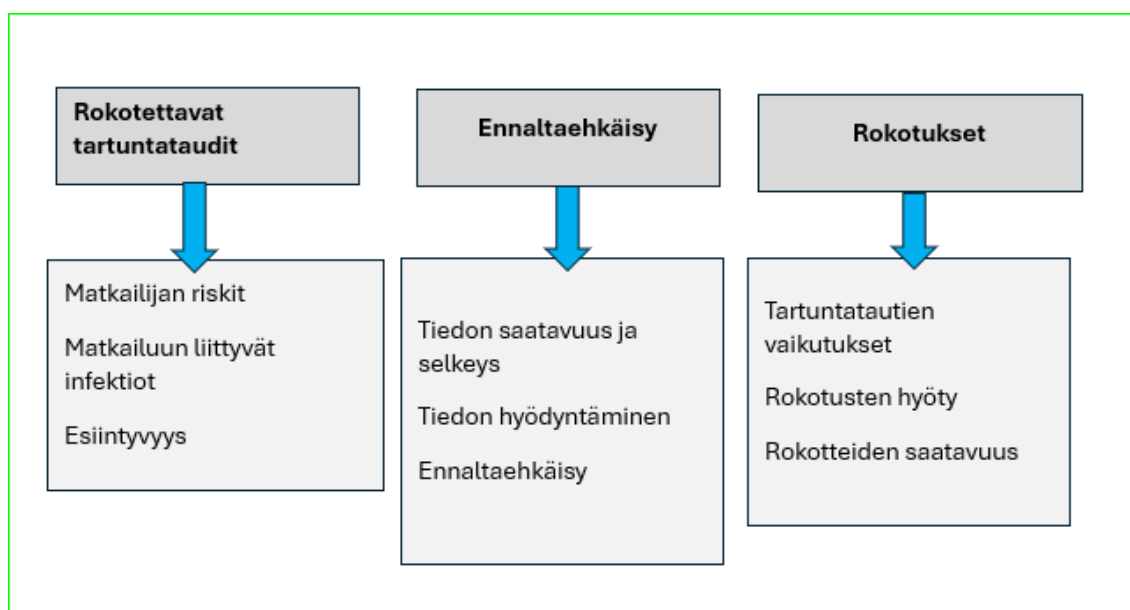 Rokotettavat
tartuntataudit
Matkailijan riskit
Matkailuun liittyvät
infektiot
Esiintyvyys
Ennaltaehkäisy
Tiedon saatavuus ja
selkeys
Tiedon hyödyntäminen
Ennaltaehkäisy
Rokotukset
Tartuntatautien
vaikutukset
Rokotusten hyöty
Rokotteiden saatavuus